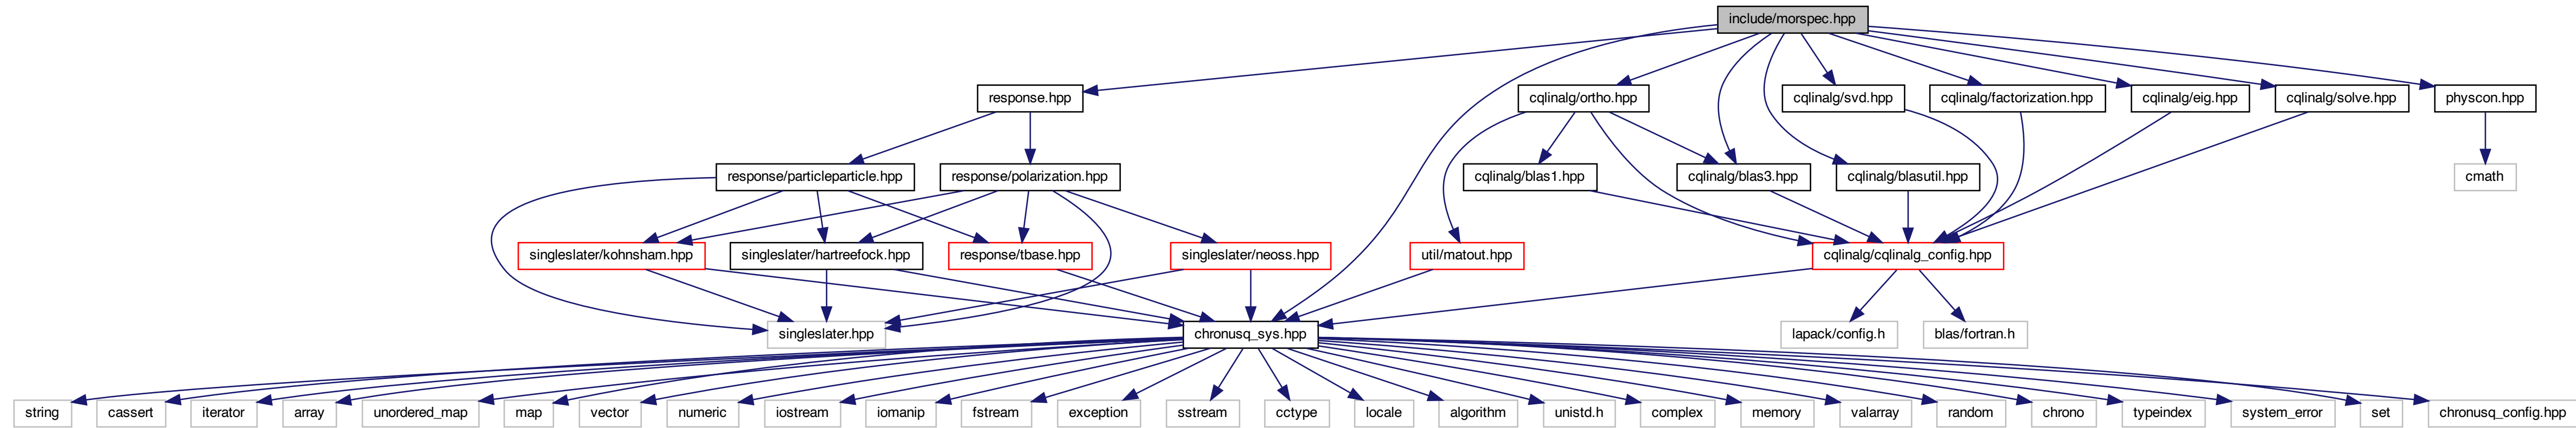 include/morspec.hpp
response.hpp
cqlinalg/ortho.hpp
cqlinalg/svd.hpp
cqlinalg/factorization.hpp
cqlinalg/eig.hpp
cqlinalg/solve.hpp
physcon.hpp
response/particleparticle.hpp
response/polarization.hpp
cqlinalg/blas1.hpp
cqlinalg/blas3.hpp
cqlinalg/blasutil.hpp
cmath
singleslater/kohnsham.hpp
singleslater/hartreefock.hpp
response/tbase.hpp
singleslater/neoss.hpp
util/matout.hpp
cqlinalg/cqlinalg_config.hpp
singleslater.hpp
chronusq_sys.hpp
lapack/config.h
blas/fortran.h
string
cassert
iterator
array
unordered_map
map
vector
numeric
iostream
iomanip
fstream
exception
sstream
cctype
locale
algorithm
unistd.h
complex
memory
valarray
random
chrono
typeindex
system_error
set
chronusq_config.hpp